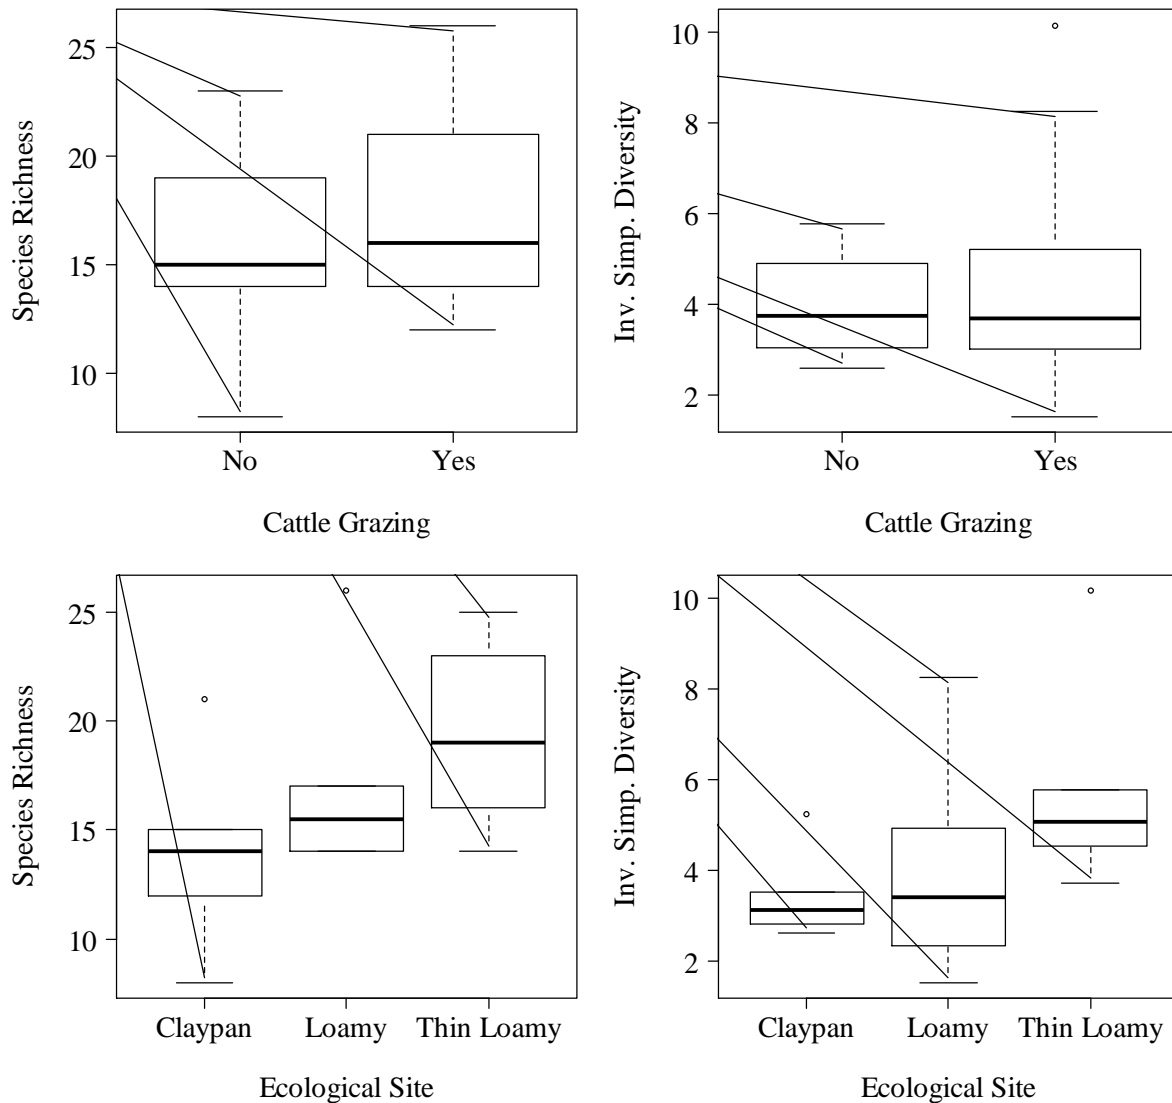 Species Richness
25
20
15
10
No Yes
Cattle Grazing
Inv. Simp. Diversity
10
8
6
4
2
No Yes
Cattle Grazing
Species Richness
25
20
15
10
Claypan Loamy Thin Loamy
Ecological Site
Inv. Simp. Diversity
10
8
6
4
2
Claypan Loamy Thin Loamy
Ecological Site